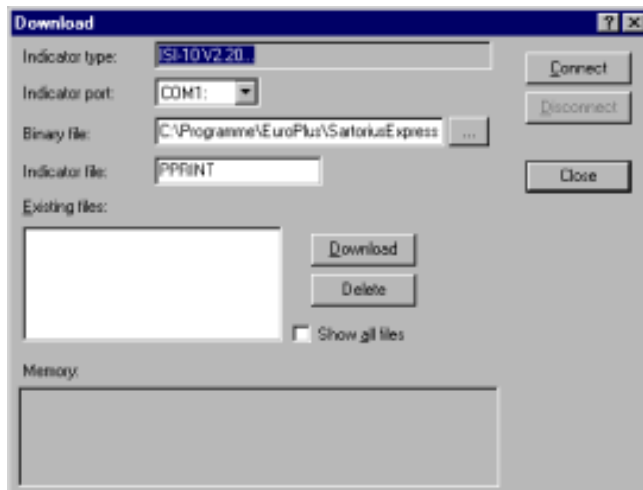 Download
Indicator type: ISI-10 V2.20...
Connect
Indicator port: COM1:
Disconnect
Binary file: C:\Programme\EuroPlus\SartoriusExpress ...
Indicator file: PPRINT
Close
Existing files:
Download
Delete
Show all files
Memory: